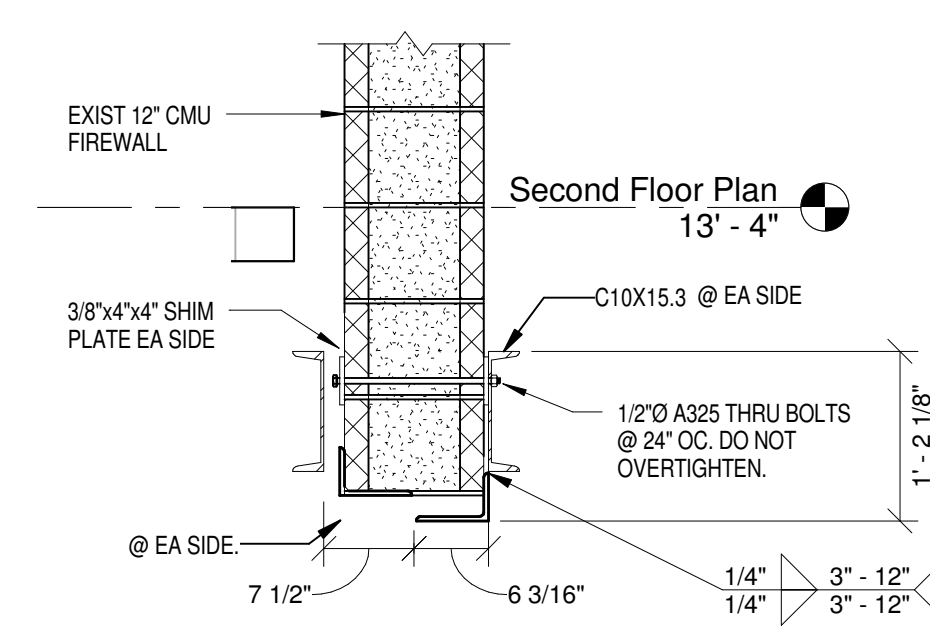 EXIST 12" CMU
FIREWALL
Second Floor Plan
13' - 4"
3/8"x4"x4" SHIM
PLATE EA SIDE
C10X15.3 @ EA SIDE
1/2"Ø A325 THRU BOLTS
@ 24" OC. DO NOT
OVERTIGHTEN.
1' - 2 1/8"
@ EA SIDE.
7 1/2"
6 3/16"
1/4" 3" - 12"
1/4" 3" - 12"